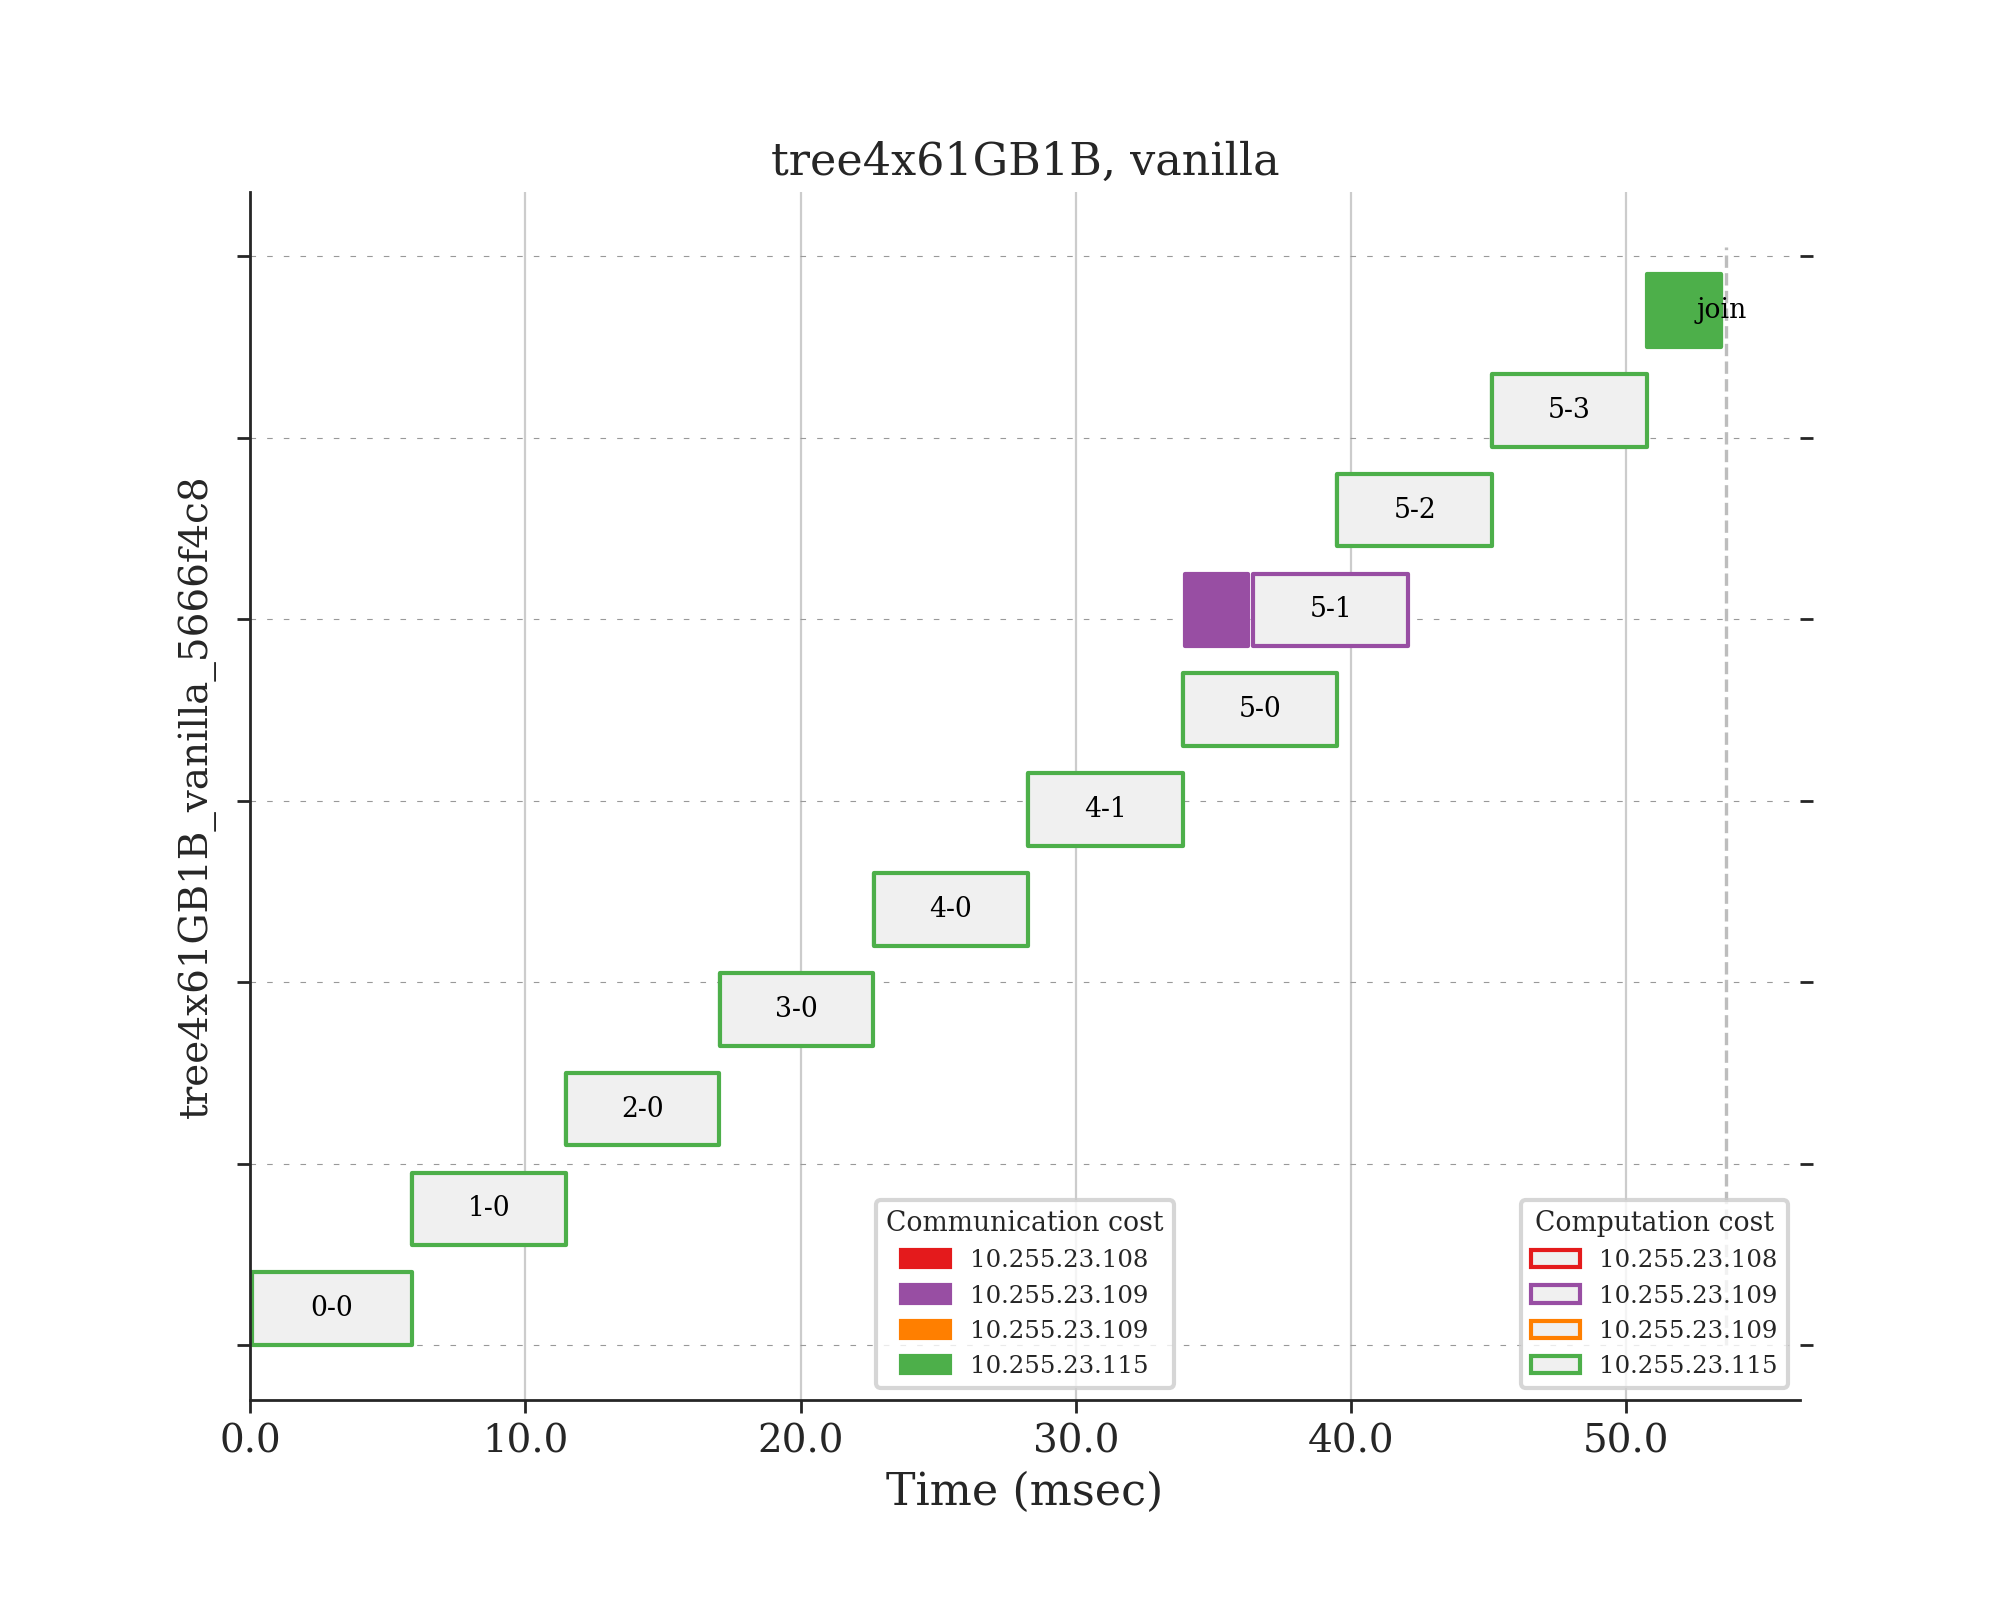 tree4x61GB1B, vanilla
tree4x61GB1B_vanilla_5666f4c8
join
5-3
5-2
5-1
5-0
4-1
4-0
3-0
2-0
1-0
0-0
Communication cost
10.255.23.108
10.255.23.109
10.255.23.109
10.255.23.115
Computation cost
10.255.23.108
10.255.23.109
10.255.23.109
10.255.23.115
0.0 10.0 20.0 30.0 40.0 50.0
Time (msec)